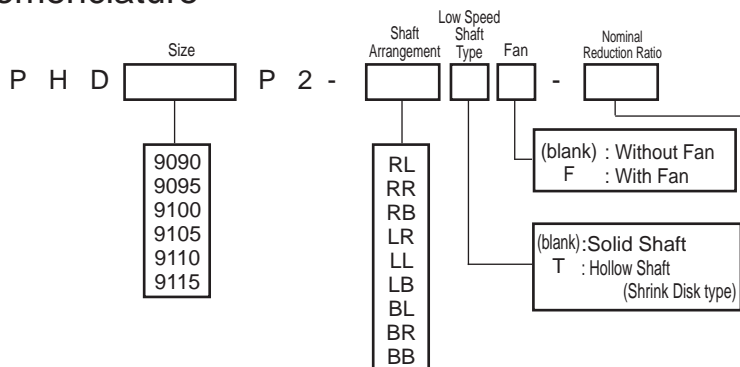 omenclature
Size
Shaft
Arrangement
Low Speed
Shaft
Type
Fan
Nominal
Reduction Ratio
P H D P 2 - -
9090
9095
9100
9105
9110
9115
RL
RR
RB
LR
LL
LB
BL
BR
BB
(blank) : Without Fan
F : With Fan
(blank):Solid Shaft
T : Hollow Shaft
(Shrink Disk type)